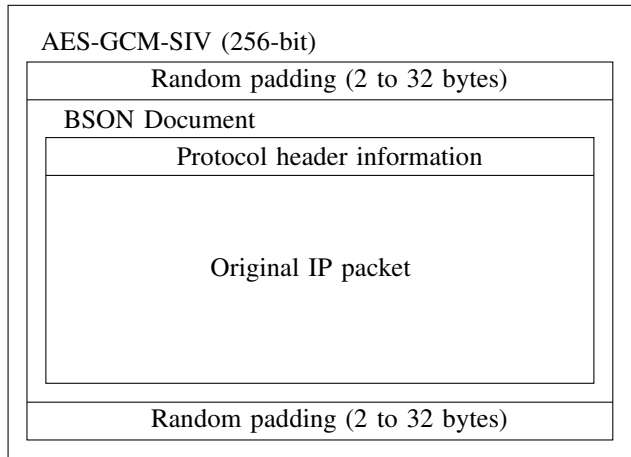 AES-GCM-SIV (256-bit)
Random padding (2 to 32 bytes)
BSON Document
Protocol header information
Original IP packet
Random padding (2 to 32 bytes)